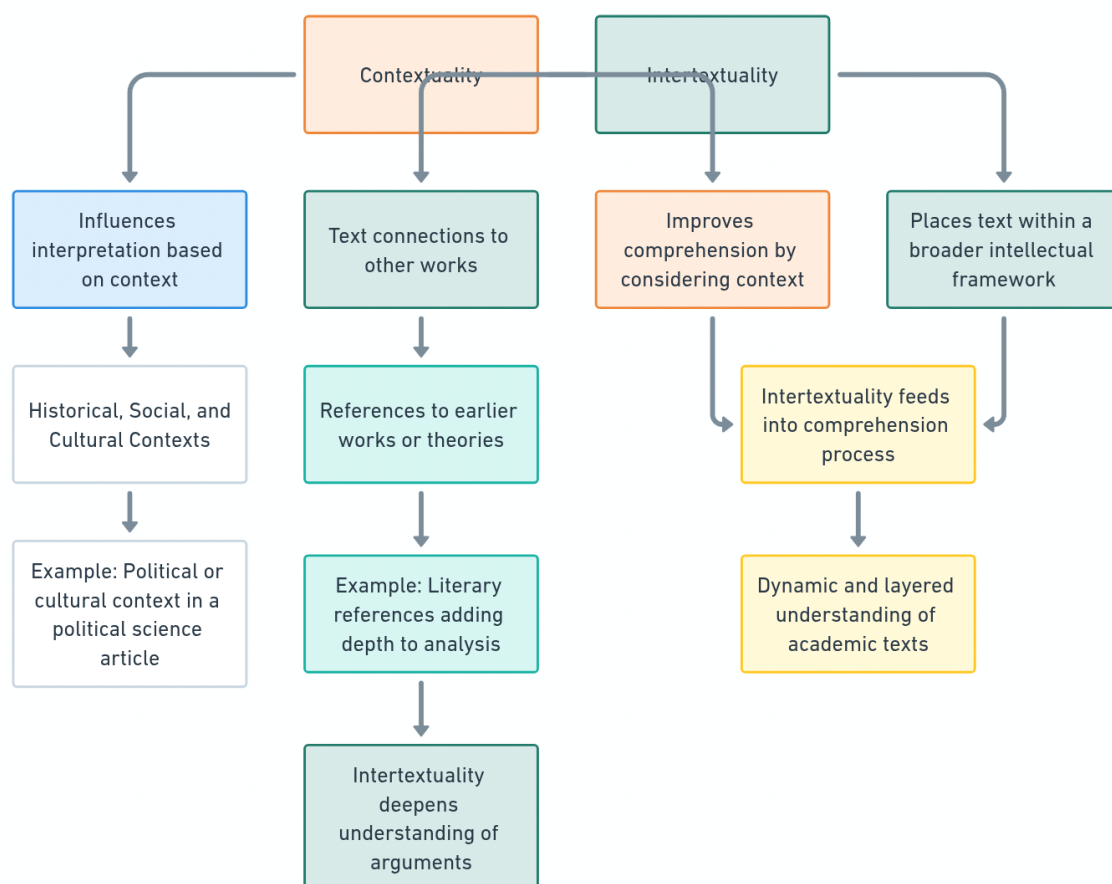 Contextuality
Intertextuality
Influences
interpretation based
on context
Text connections to
other works
Improves
comprehension by
considering context
Places text within a
broader intellectual
framework
Historical, Social, and
Cultural Contexts
References to earlier
works or theories
Intertextuality feeds
into comprehension
process
Example: Political or
cultural context in a
political science
article
Example: Literary
references adding
depth to analysis
Dynamic and layered
understanding of
academic texts
Intertextuality
deepens
understanding of
arguments